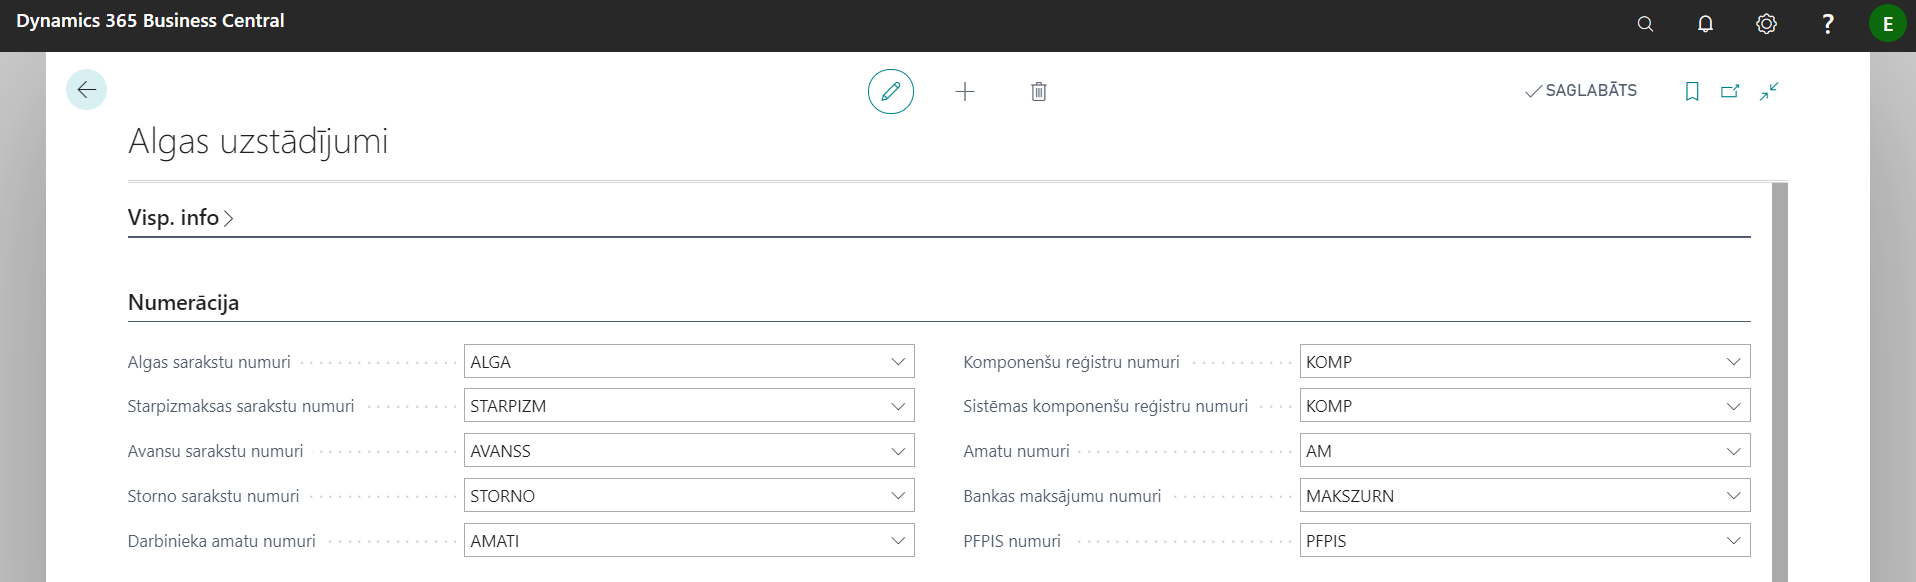 Dynamics 365 Business Central
?
E
SAGLABĀTS
Algas uzstādījumi
Visp. info
Numerācija
Algas sarakstu numuri
ALGA
Komponenšu reģistru numuri
KOMP
Starpizmaksas sarakstu numuri
STARPIZM
Sistēmas komponenšu reģistru numuri
KOMP
Avansu sarakstu numuri
AVANSS
Amatu numuri
AM
Storno sarakstu numuri
STORNO
Bankas maksājumu numuri
MAKSZURN
Darbinieka amatu numuri
AMATI
PFPIS numuri
PFPIS